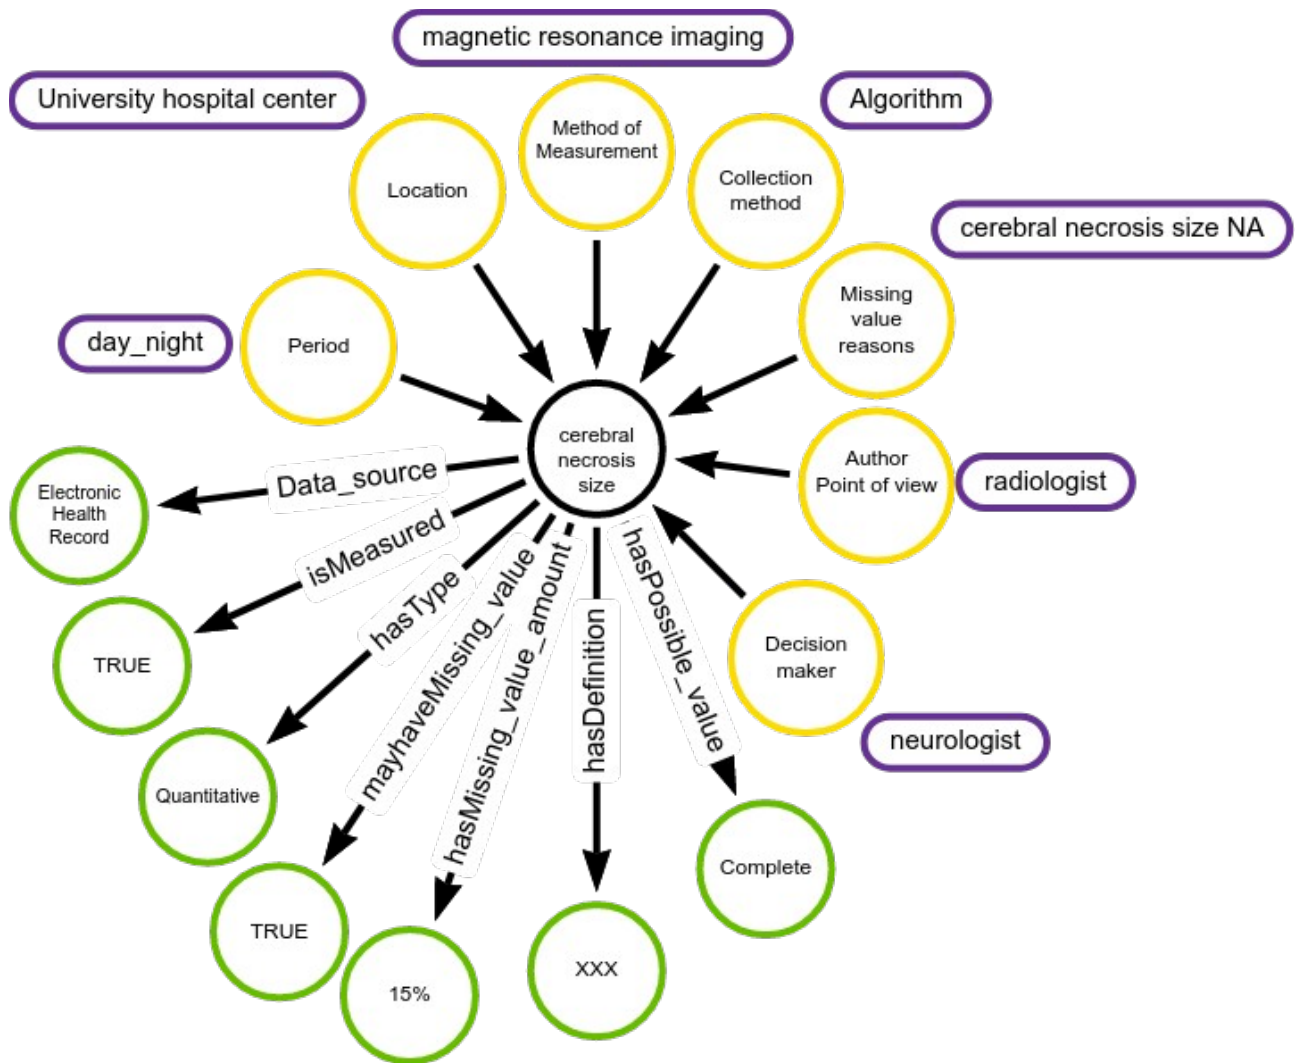 magnetic resonance imaging
University hospital center
Algorithm
Method of
Measurement
Location
Collection
method
cerebral necrosis size NA
Missing
value
reasons
day_night
Period
cerebral
necrosis
size
Author
Point of view
radiologist
Data_source
Electronic
Health
Record
isMeasured
TRUE
hasType
Quantitative
mayhaveMissing_value
TRUE
hasMissing_value_amount
15%
hasDefinition
XXX
hasPossible_value
Complete
Decision
maker
neurologist